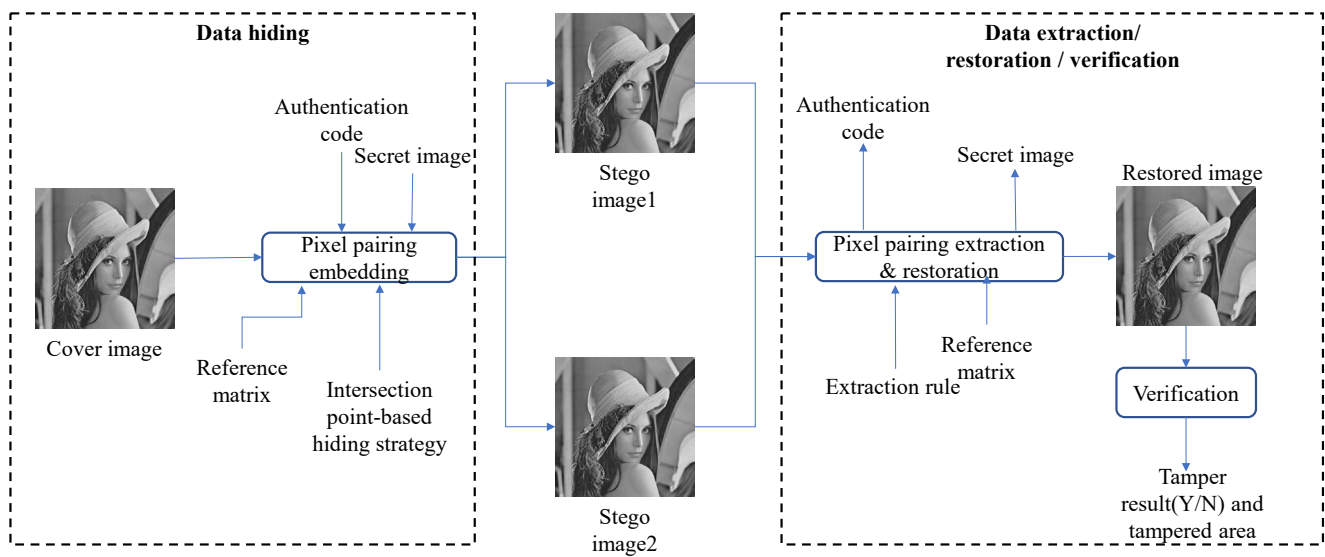 Data hiding
Authentication
code
Secret image
Pixel pairing
embedding
Cover image
Reference
matrix
Intersection
point-based
hiding strategy
Stego
image1
Stego
image2
Data extraction/
restoration / verification
Authentication
code
Secret image
Restored image
Pixel pairing extraction
& restoration
Extraction rule
Reference
matrix
Verification
Tamper
result(Y/N) and
tampered area